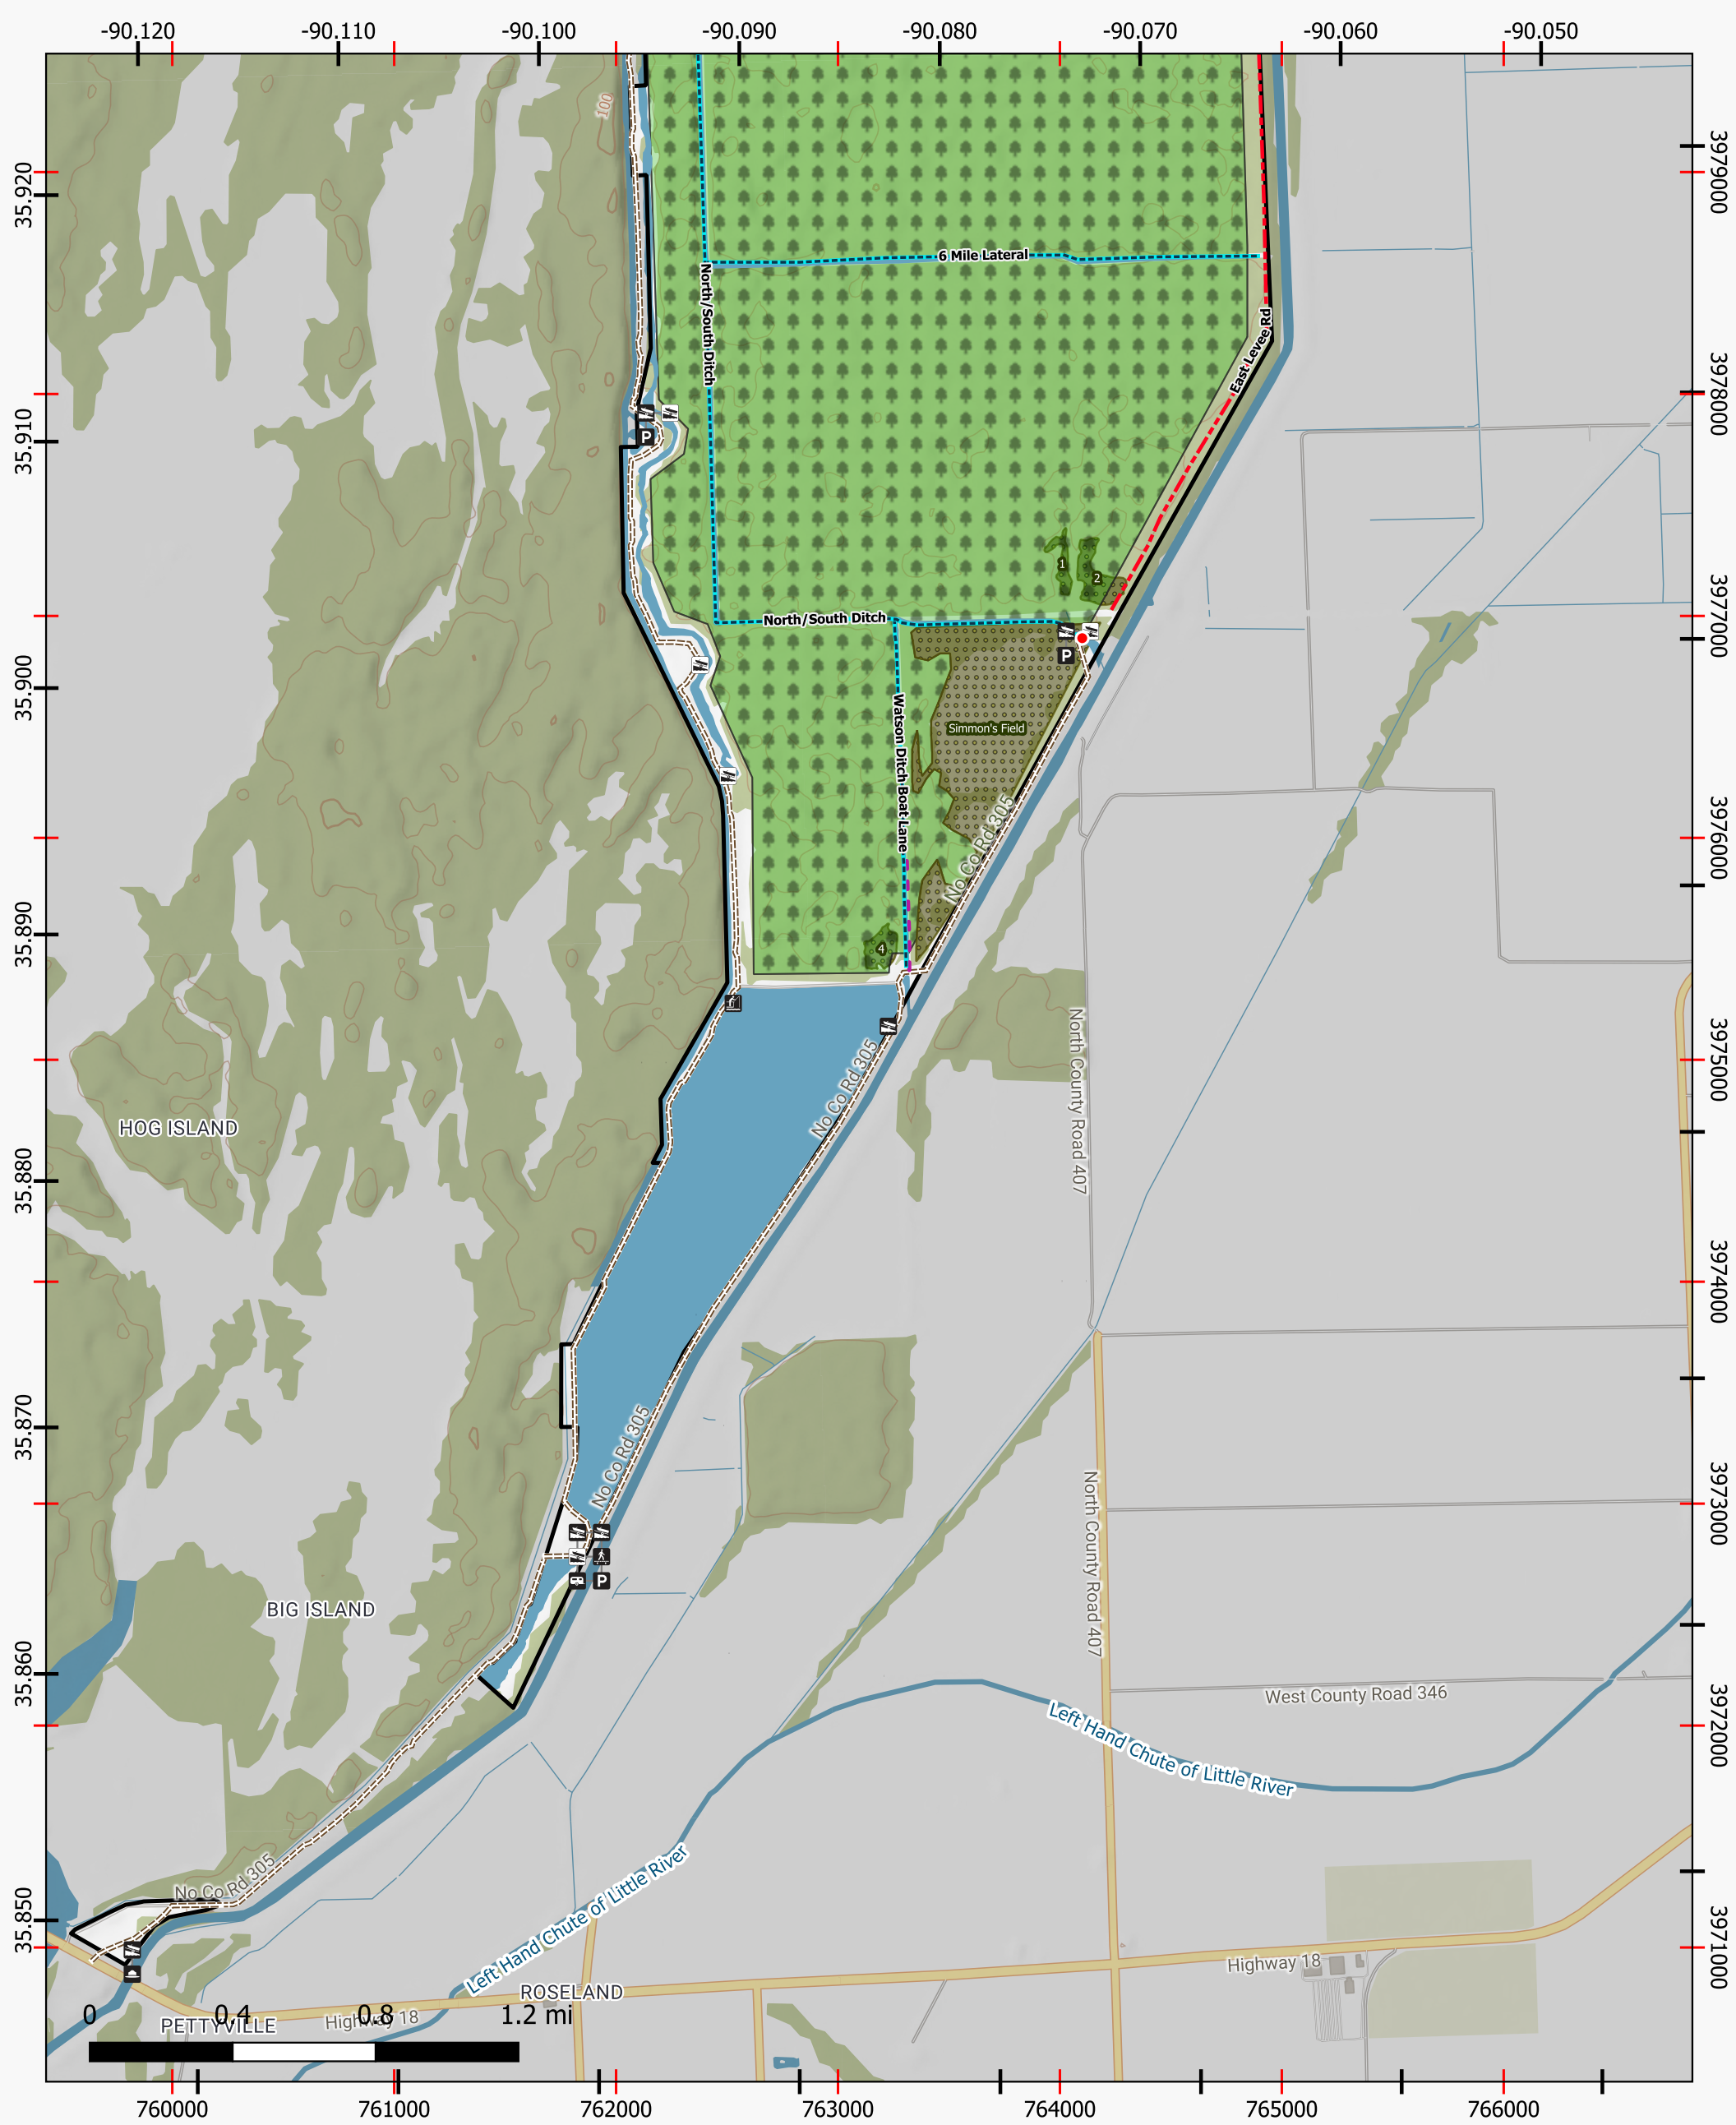 -90.120 -90.110 -90.100 -90.090 -90.080 -90.070 -90.060 -90.050
100
35.920
3979000
6 Mile Lateral
North/South Ditch
East Levee Rd
3978000
35.910
P
1
2
3977000
North/South Ditch
P
35.900
Watson Ditch Boat Lane
Simmon's Field
No Co Rd 305
3976000
35.890
4
3975000
North County Road 407
No Co Rd 305
HOG ISLAND
35.880
3974000
35.870
No Co Rd 305
North County Road 407
3973000
P
BIG ISLAND
35.860
West County Road 346
Left Hand Chute of Little River
3972000
No Co Rd 305
35.850
Left Hand Chute of Little River
3971000
Highway 18
ROSELAND
0 0.4 0.8 1.2 mi
PETTYVILLE
Highway 18
760000 761000 762000 763000 764000 765000 766000